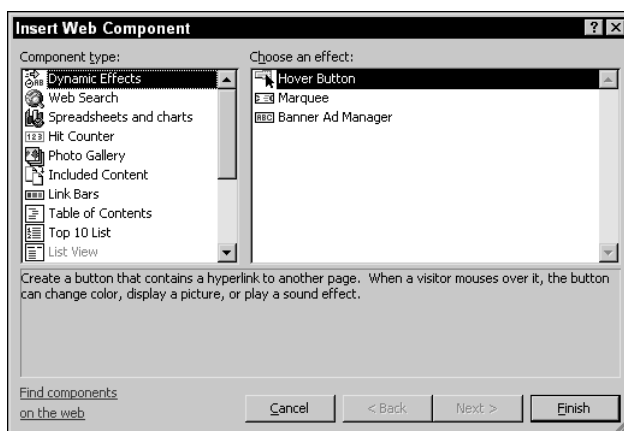 Insert Web Component
Component type:
Dynamic Effects
Web Search
Spreadsheets and charts
Hit Counter
Photo Gallery
Included Content
Link Bars
Table of Contents
Top 10 List
List View
Choose an effect:
Hover Button
Marquee
Banner Ad Manager
Create a button that contains a hyperlink to another page. When a visitor mouses over it, the button
can change color, display a picture, or play a sound effect.
Find components
on the web
Cancel
< Back
Next >
Finish